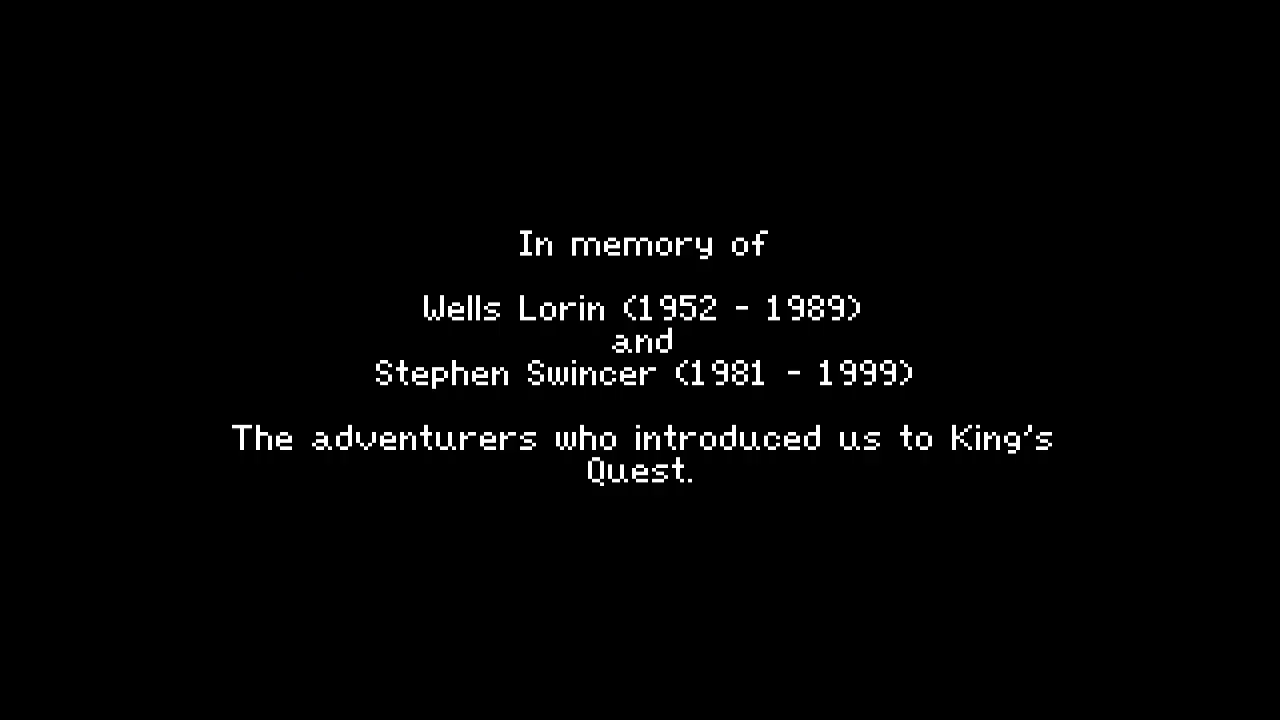 In memory of
Wells Lorin (1952 - 1989)
and
Stephen Swincer (1981 - 1999)
The adventurers who introduced us to King's
Quest.